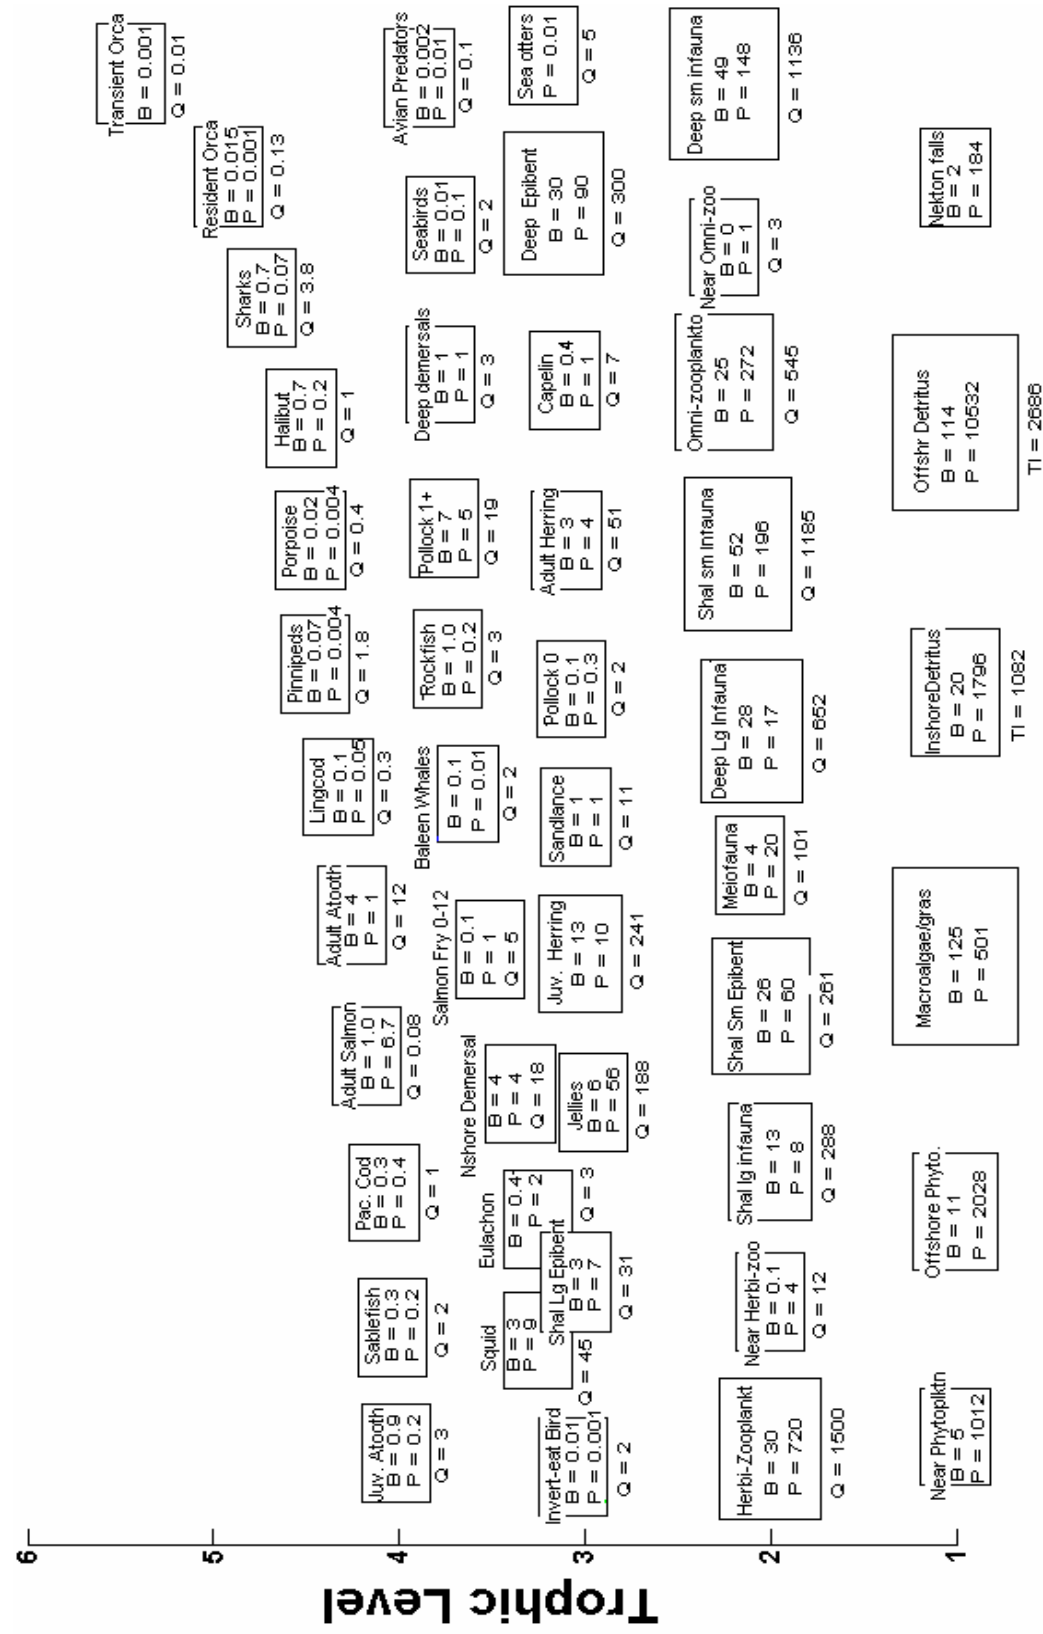 Trophic Level
6
5
4
3
2
1
Transient Orca
B = 0.001
Q = 0.01
Resident Orca
B = 0.015
P = 0.001
Q = 0.13
Sharks
B = 0.7
P = 0.07
Q = 3.8
Juv. Atooth
B = 0.9
P = 0.2
Q = 3
Sablefish
B = 0.3
P = 0.2
Q = 2
Pac. Cod
B = 0.3
P = 0.4
Q = 1
Adult Salmon
B = 1.0
P = 6.7
Q = 0.08
Adult Atooth
B = 4
P = 1
Q = 12
Lingcod
B = 0.1
P = 0.05
Q = 0.3
Pinnipeds
B = 0.07
P = 0.004
Q = 1.8
Porpoise
B = 0.02
P = 0.004
Q = 0.4
Halibut
B = 0.7
P = 0.2
Q = 1
Salmon Fry 0-12
B = 0.1
P = 1
Q = 5
Baleen Whales
B = 0.1
P = 0.01
Q = 2
Rockfish
B = 1.0
P = 0.2
Q = 3
Pollock 1+
B = 7
P = 5
Q = 19
Deep demersals
B = 1
P = 1
Q = 3
Seabirds
B = 0.01
P = 0.1
Q = 2
Avian Predators
B = 0.002
P = 0.01
Q = 0.1
Invert-eat Bird
B = 0.01
P = 0.001
Q = 2
Squid
B = 3
P = 9
Q = 45
Eulachon
B = 0.4
P = 2
Q = 3
Shal Lg Epibent
B = 3
P = 7
Q = 31
Nshore Demersal
B = 4
P = 4
Q = 18
Jellies
B = 6
P = 56
Q = 188
Juv. Herring
B = 13
P = 10
Q = 241
Sandlance
B = 1
P = 1
Q = 11
Pollock 0
B = 0.1
P = 0.3
Q = 2
Adult Herring
B = 3
P = 4
Q = 51
Capelin
B = 0.4
P = 1
Q = 7
Deep Epibent
B = 30
P = 90
Q = 300
Sea otters
P = 0.01
Q = 5
Herbi-Zooplankt
B = 30
P = 720
Q = 1500
Near Herbi-zoo
B = 0.1
P = 4
Q = 12
Shal lg infauna
B = 13
P = 8
Q = 288
Shal Sm Epibent
B = 26
P = 60
Q = 261
Meiofauna
B = 4
P = 20
Q = 101
Deep Lg Infauna
B = 28
P = 17
Q = 652
Shal sm Infauna
B = 52
P = 196
Q = 1185
Omni-zooplankto
B = 25
P = 272
Q = 545
Near Omni-zoo
B = 0
P = 1
Q = 3
Deep sm infauna
B = 49
P = 148
Q = 1136
Near Phytoplktn
B = 5
P = 1012
Offshore Phyto.
B = 11
P = 2028
Macroalgae/gras
B = 125
P = 501
InshoreDetritus
B = 20
P = 1796
TI = 1082
Offshr Detritus
B = 114
P = 10532
TI = 2686
Nekton falls
B = 2
P = 184